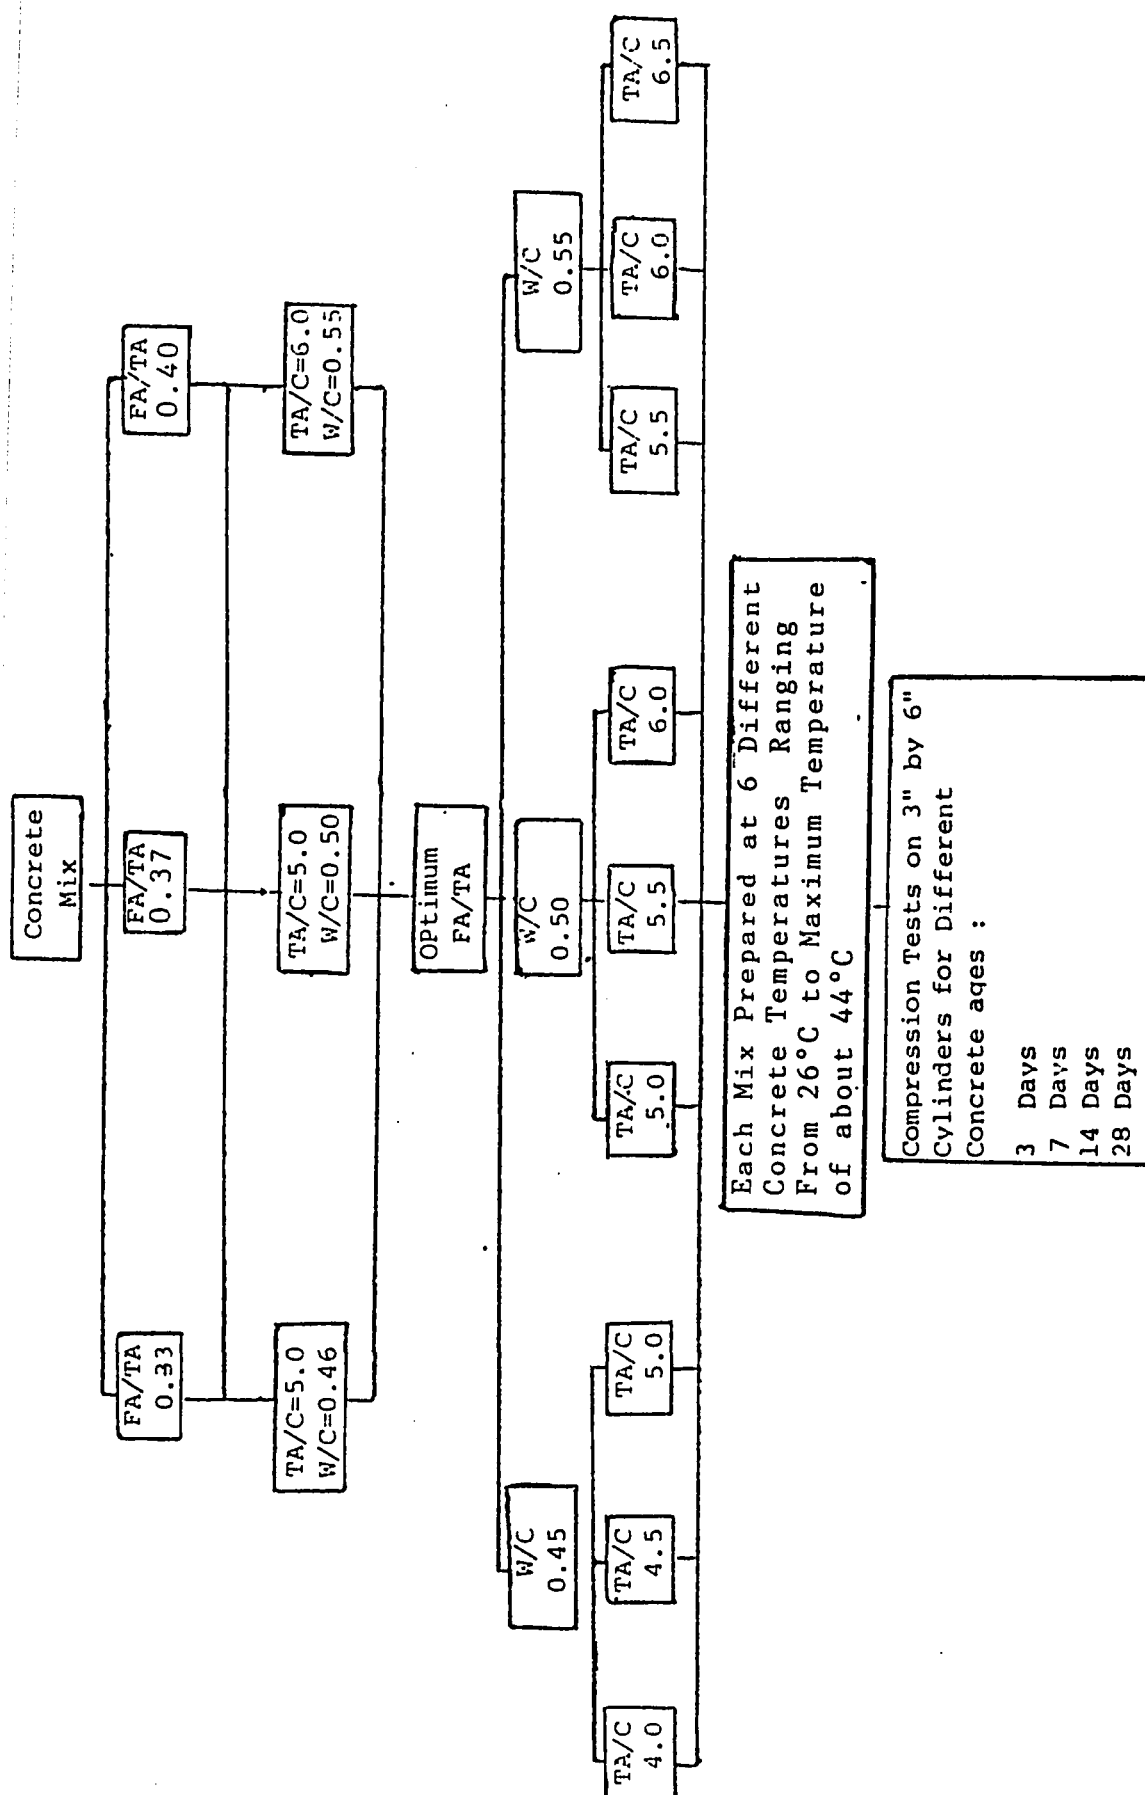 Concrete
Mix
FA/TA
0.33
FA/TA
0.37
FA/TA
0.40
TA/C=5.0
W/C=0.46
TA/C=5.0
W/C=0.50
TA/C=6.0
W/C=0.55
OPtimum
FA/TA
W/C
0.45
W/C
0.50
W/C
0.55
TA/C
4.0
TA/C
4.5
TA/C
5.0
TA/C
5.0
TA/C
5.5
TA/C
6.0
TA/C
5.5
TA/C
6.0
TA/C
6.5
Each Mix Prepared at 6 Different
Concrete Temperatures Ranging
From 26°C to Maximum Temperature
of about 44°C
Compression Tests on 3" by 6"
Cylinders for Different
Concrete ages :
3 Days
7 Days
14 Days
28 Days